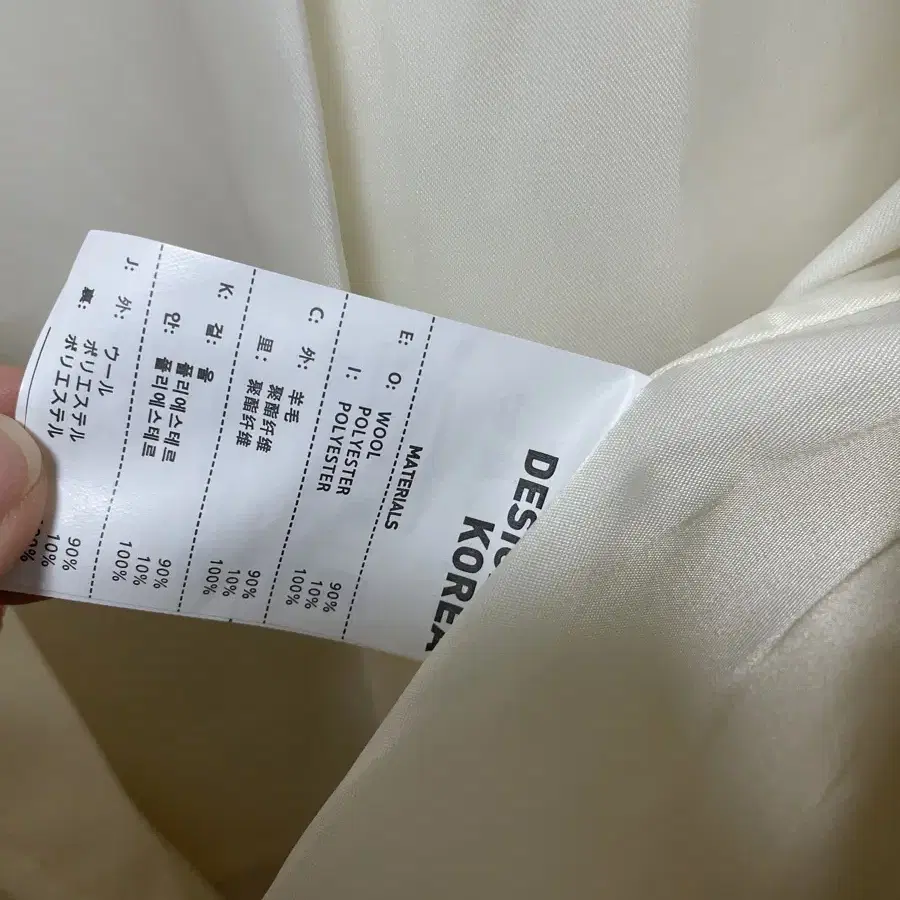 KOREA
MATERIALS
E: O: WOOL 90%
POLYESTER 10%
I: POLYESTER 100%
C: 外: 羊毛 90%
聚酯纤维 10%
里: 聚酯纤维 100%
K: 겉: 울 90%
폴리에스테르 10%
안: 폴리에스테르 100%
J: 外: ウール 90%
ポリエステル 10%
裏: ポリエステル